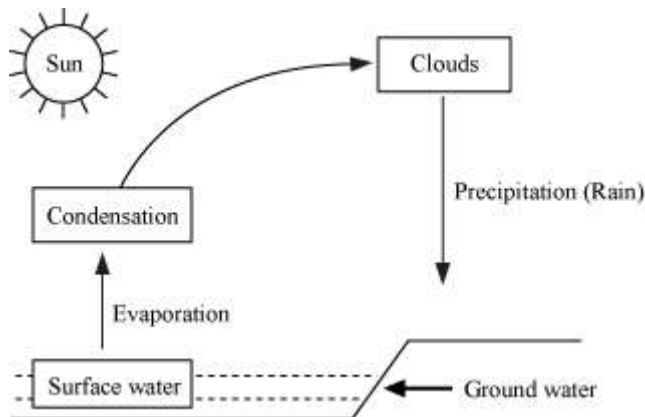 Sun
Clouds
Precipitation (Rain)
Condensation
Evaporation
Surface water
Ground water